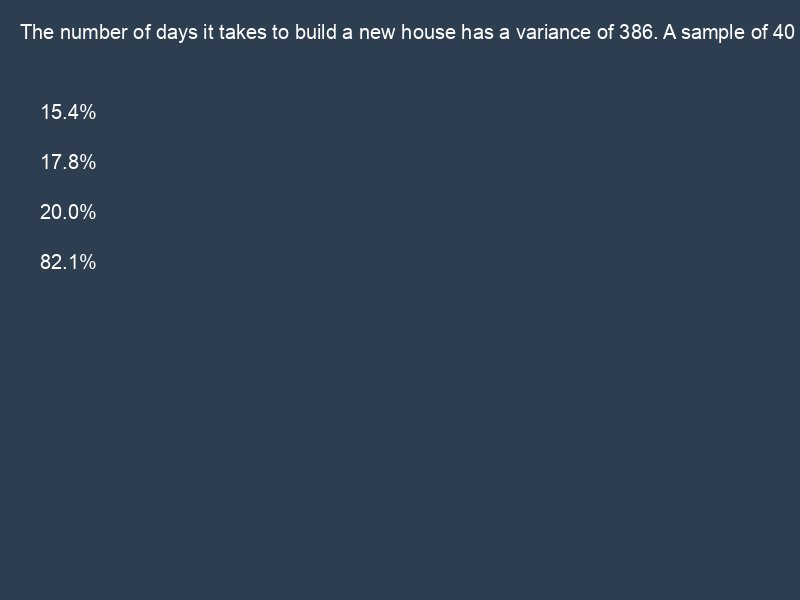 The number of days it takes to build a new house has a variance of 386. A sample of 40
15.4%
17.8%
20.0%
82.1%